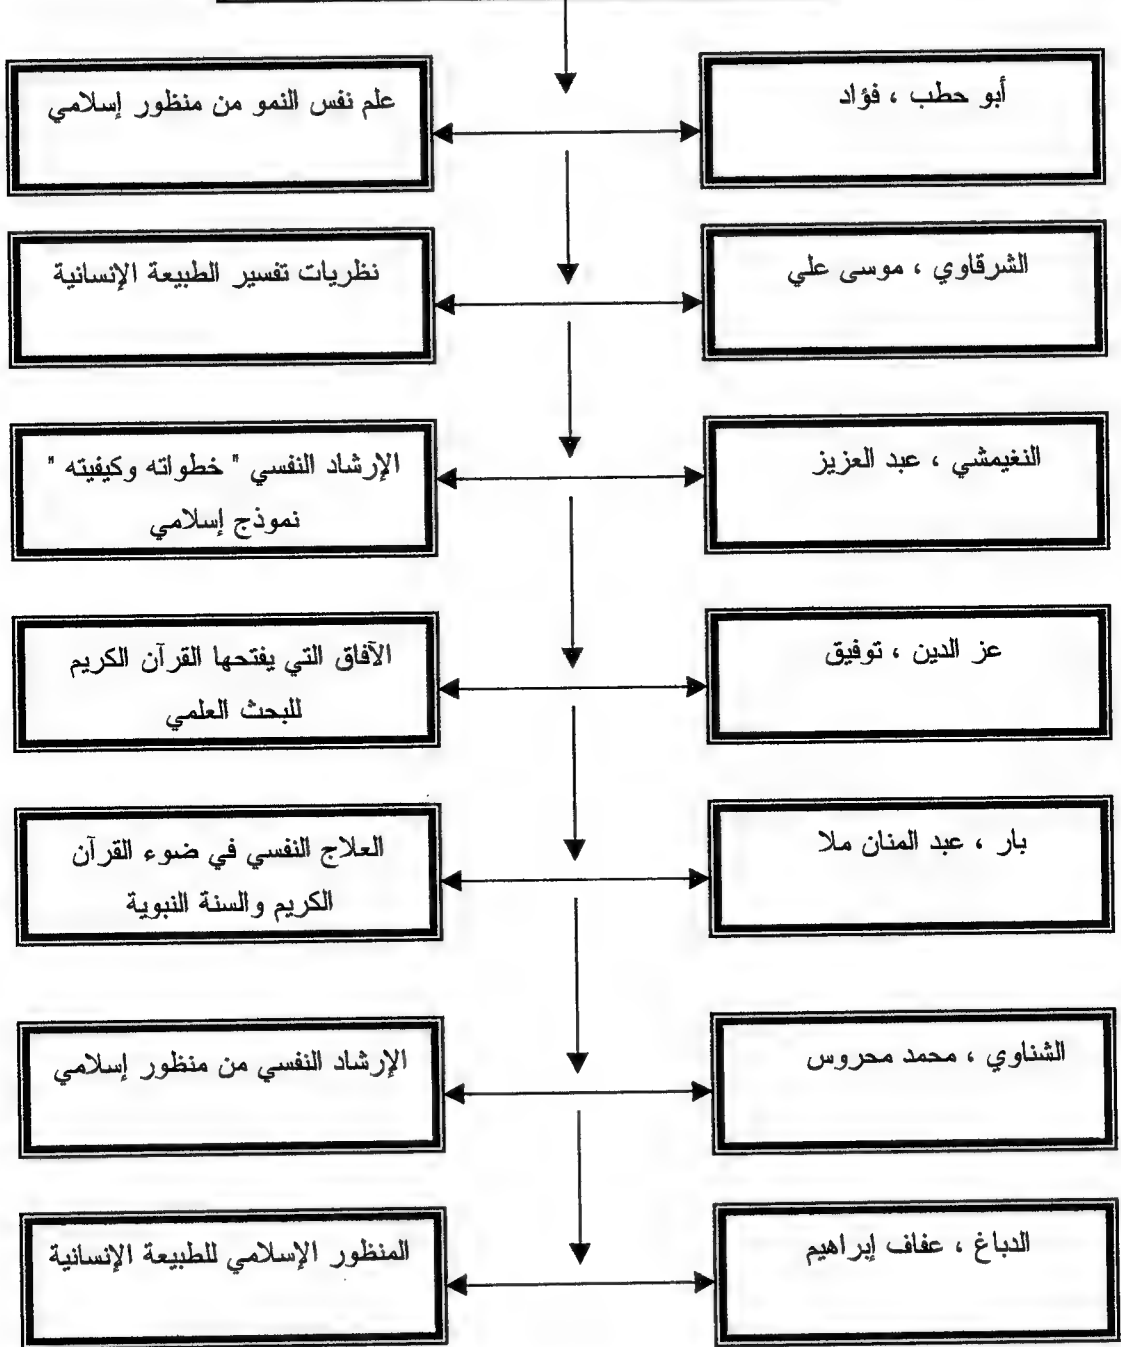 أبو حطب ، فؤاد
علم نفس النمو من منظور إسلامي
الشرقاوي ، موسى علي
نظريات تفسير الطبيعة الإنسانية
النغيمشي ، عبد العزيز
الإرشاد النفسي " خطواته وكيفيته "
نموذج إسلامي
عز الدين ، توفيق
الآفاق التي يفتحها القرآن الكريم
للبحث العلمي
بار ، عبد المنان ملا
العلاج النفسي في ضوء القرآن
الكريم والسنة النبوية
الشناوي ، محمد محروس
الإرشاد النفسي من منظور إسلامي
الدباغ ، عفاف إبراهيم
المنظور الإسلامي للطبيعة الإنسانية